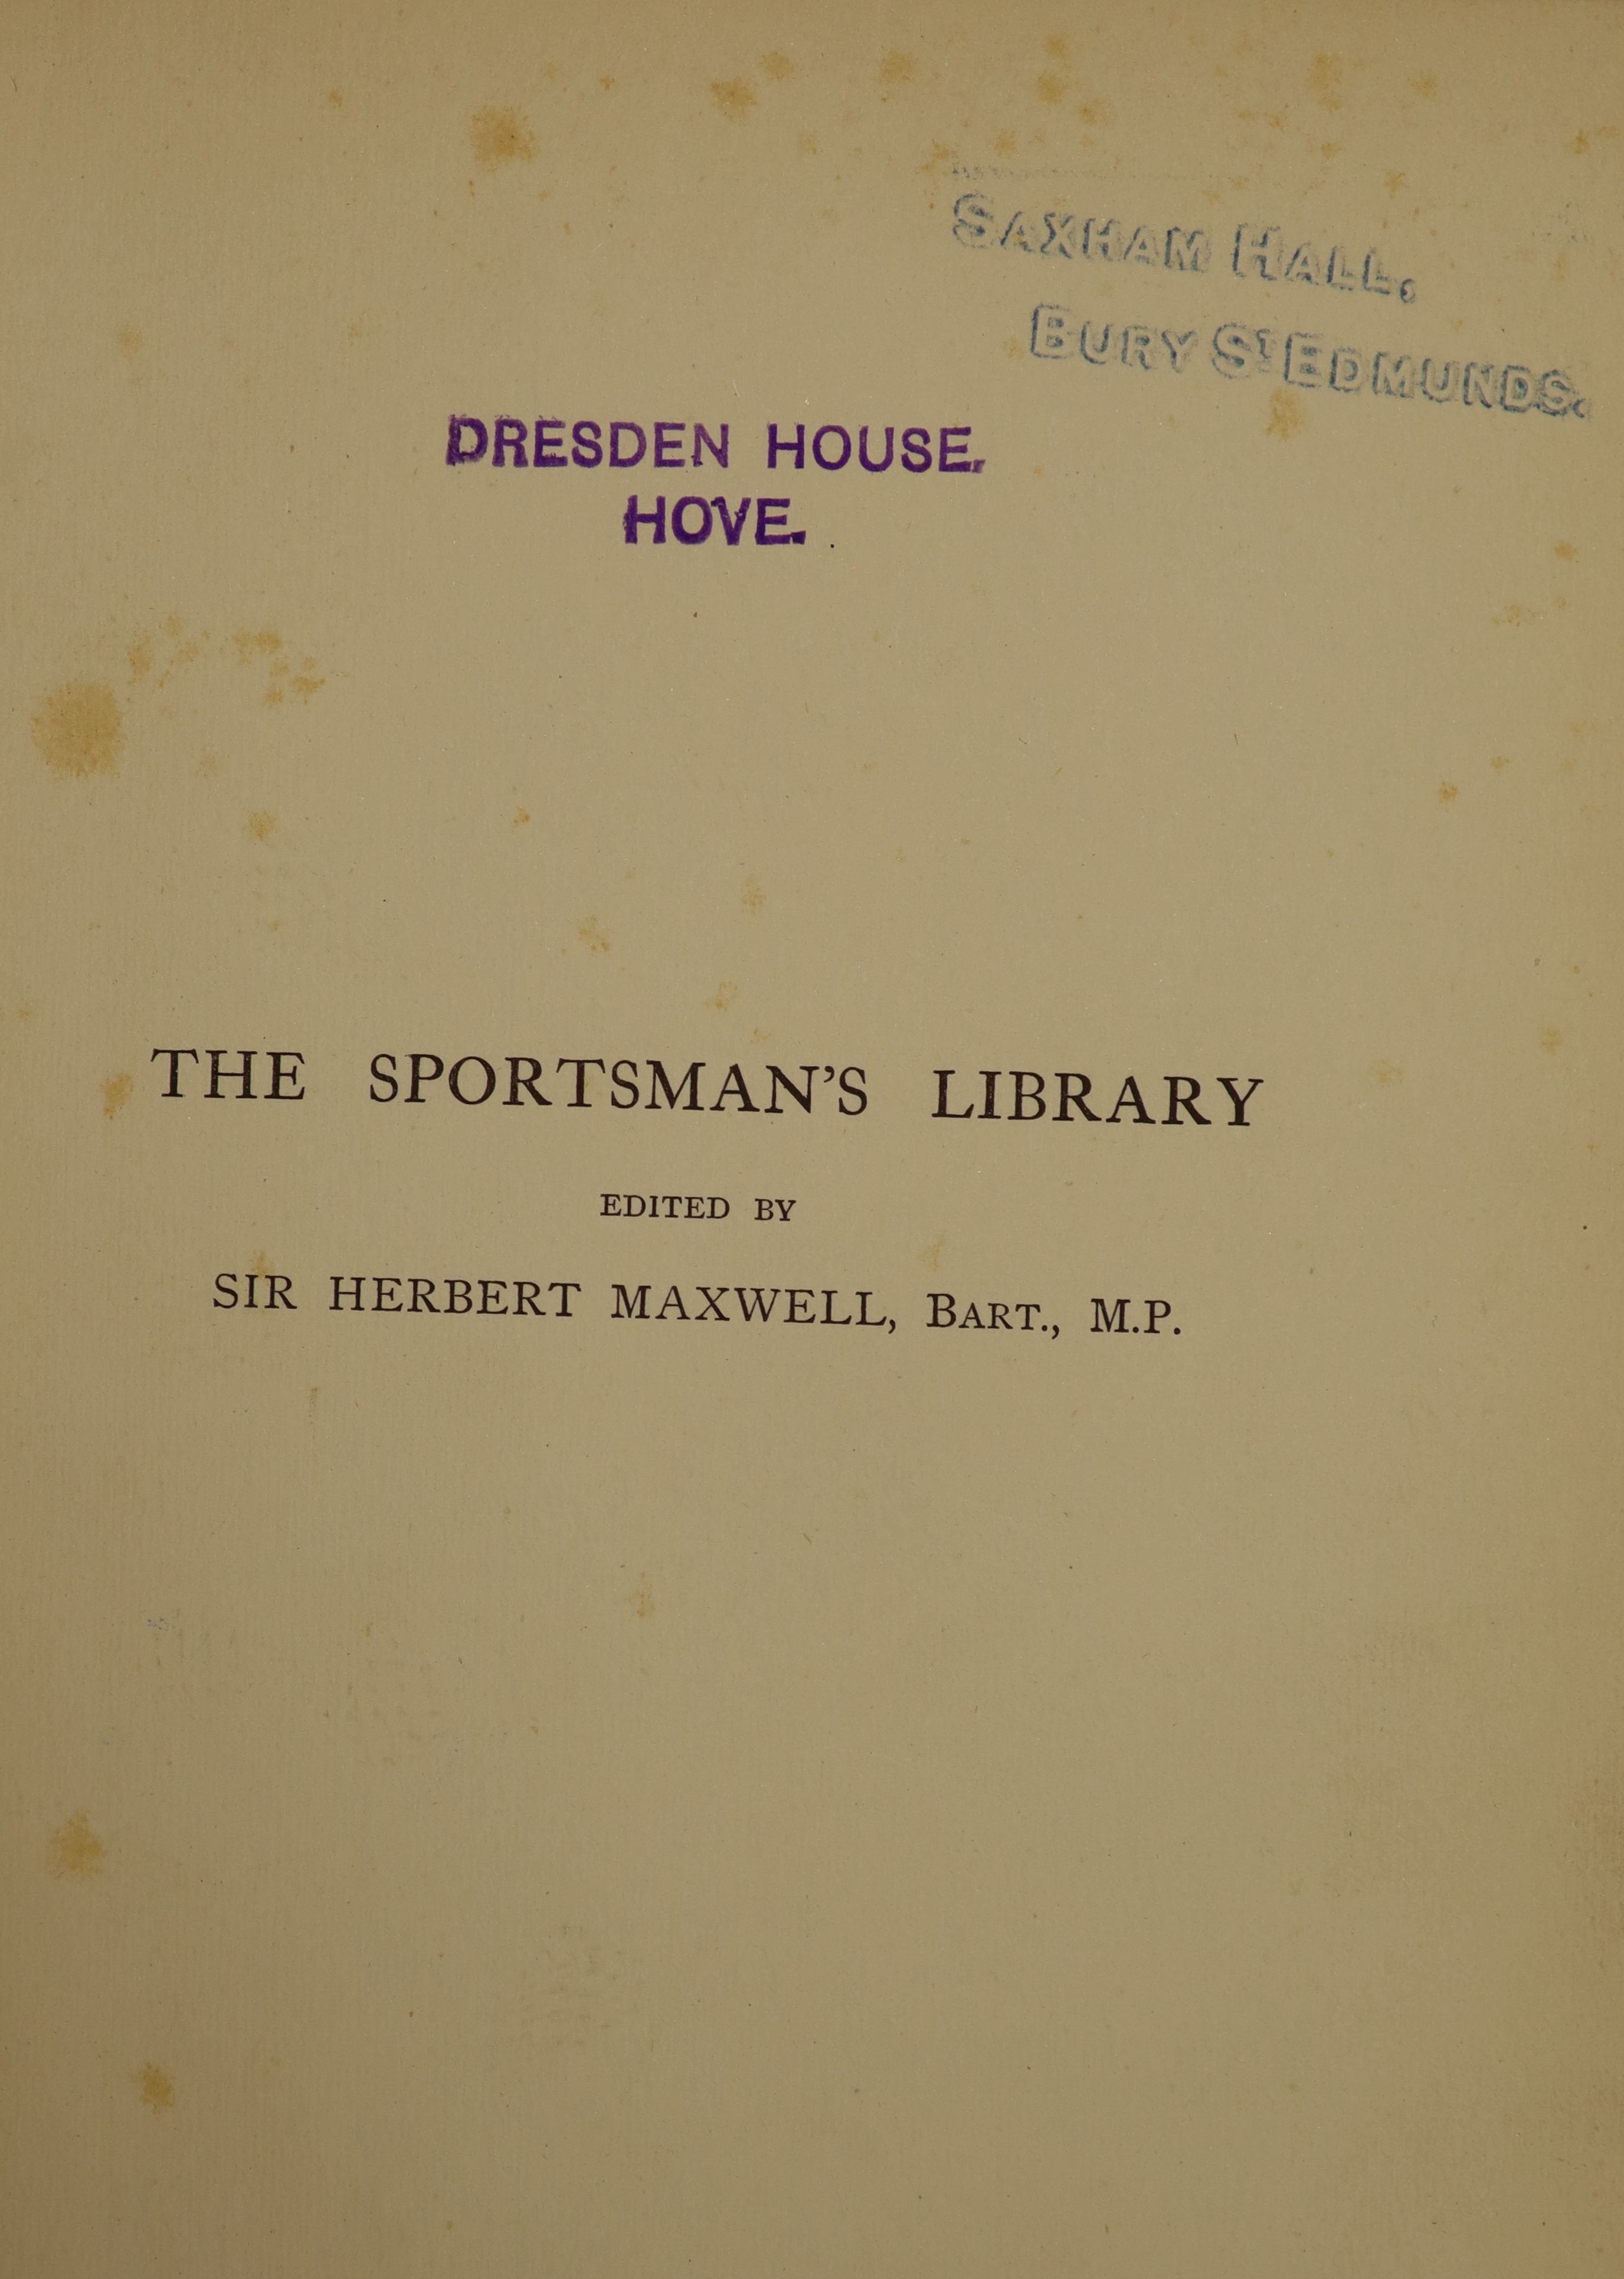 SAXHAM HALL,
BURY ST EDMUNDS.
DRESDEN HOUSE.
HOVE.
THE SPORTSMAN'S LIBRARY
EDITED BY
SIR HERBERT MAXWELL, BART., M.P.